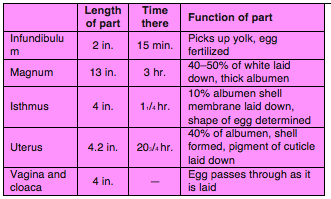 Length of part | Time there | Function of part
Infundibulu m | 2 in. | 15 min. | Picks up yolk, egg fertilized
Magnum | 13 in. | 3 hr. | 40–50% of white laid down, thick albumen
Isthmus | 4 in. | 11/4 hr. | 10% albumen shell membrane laid down, shape of egg determined
Uterus | 4.2 in. | 203/4 hr. | 40% of albumen, shell formed, pigment of cuticle laid down
Vagina and cloaca | 4 in. | — | Egg passes through as it is laid